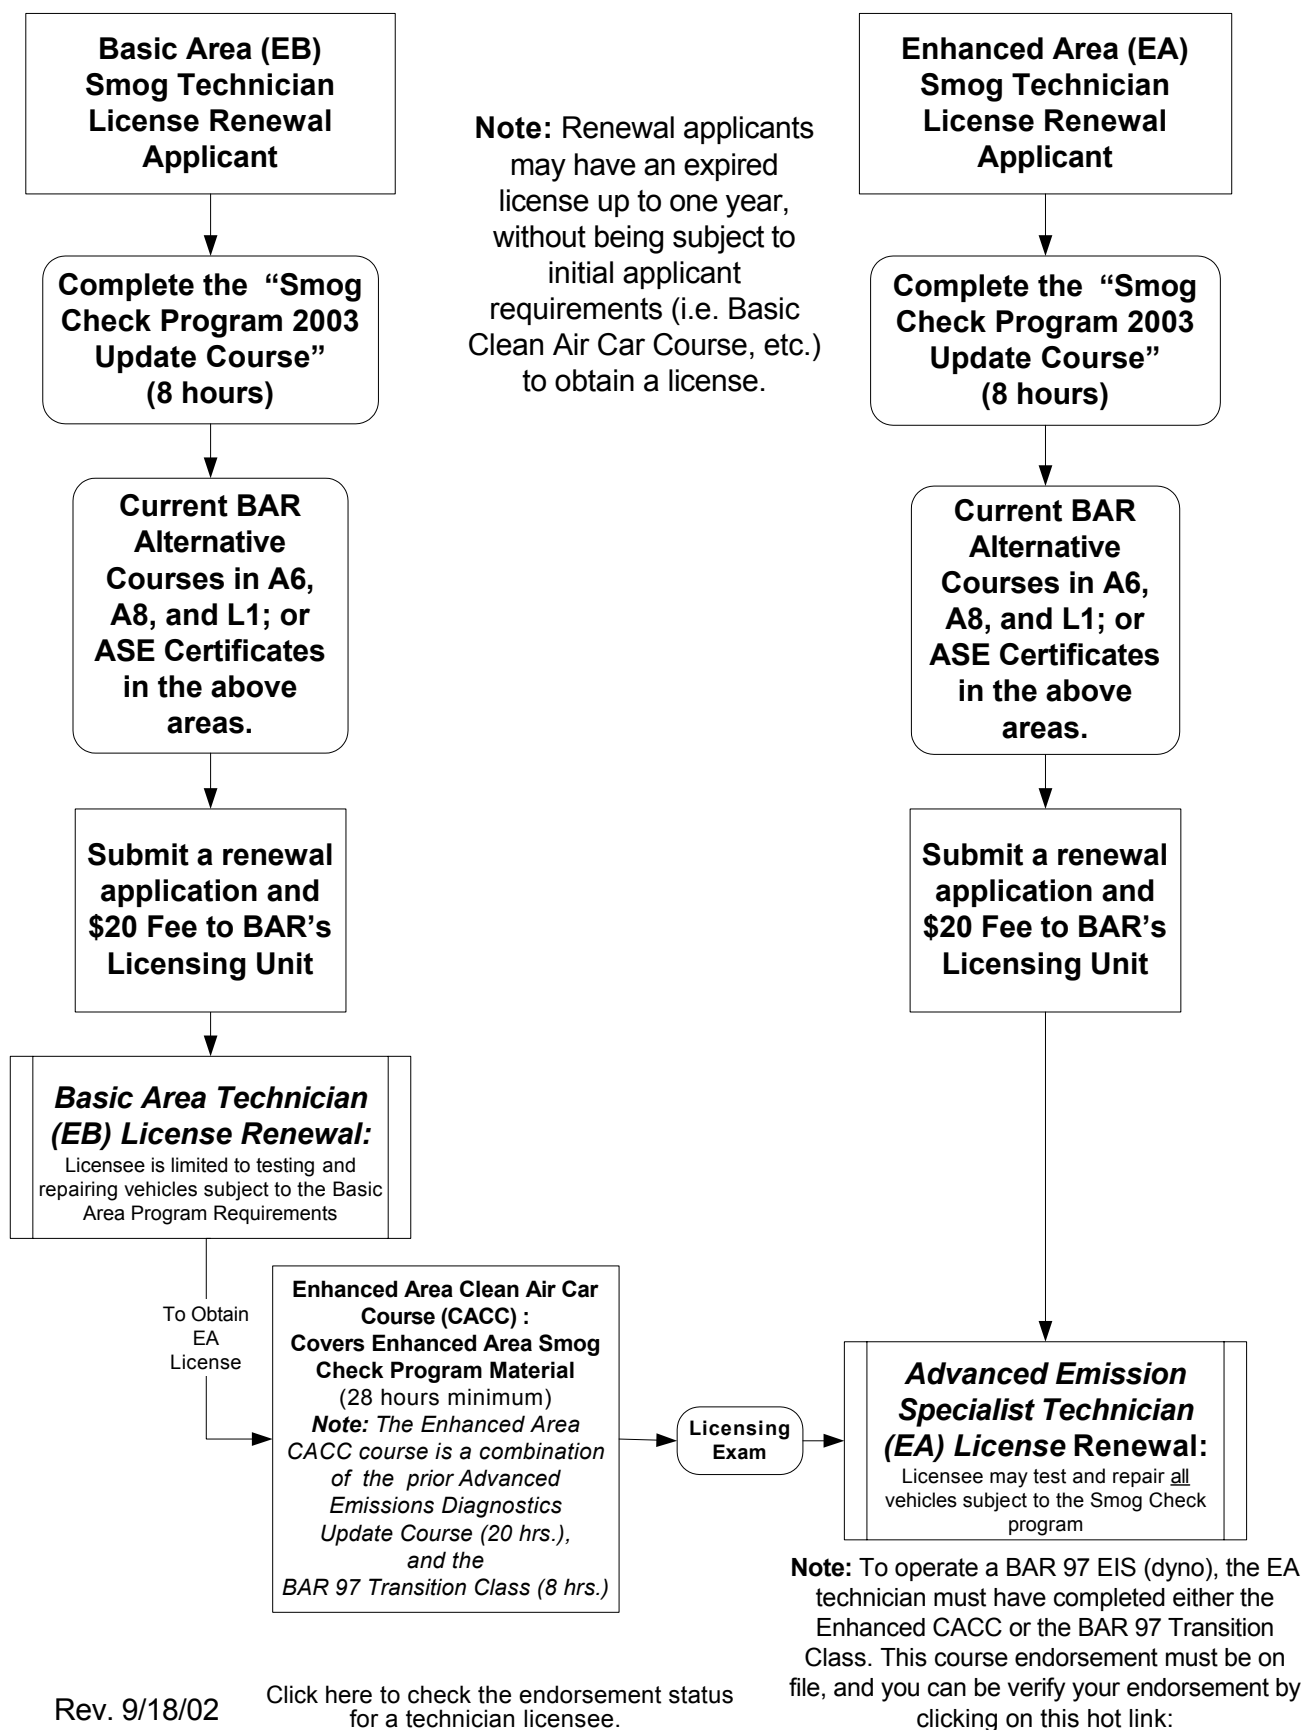 Basic Area (EB)
Smog Technician
License Renewal
Applicant
Note: Renewal applicants
may have an expired
license up to one year,
without being subject to
initial applicant
requirements (i.e. Basic
Clean Air Car Course, etc.)
to obtain a license.
Enhanced Area (EA)
Smog Technician
License Renewal
Applicant
Complete the “Smog
Check Program 2003
Update Course”
(8 hours)
Complete the “Smog
Check Program 2003
Update Course”
(8 hours)
Current BAR
Alternative
Courses in A6,
A8, and L1; or
ASE Certificates
in the above
areas.
Current BAR
Alternative
Courses in A6,
A8, and L1; or
ASE Certificates
in the above
areas.
Submit a renewal
application and
$20 Fee to BAR’s
Licensing Unit
Submit a renewal
application and
$20 Fee to BAR’s
Licensing Unit
Basic Area Technician
(EB) License Renewal:
Licensee is limited to testing and
repairing vehicles subject to the Basic
Area Program Requirements
To Obtain
EA
License
Enhanced Area Clean Air Car
Course (CACC) :
Covers Enhanced Area Smog
Check Program Material
(28 hours minimum)
Note: The Enhanced Area
CACC course is a combination
of the prior Advanced
Emissions Diagnostics
Update Course (20 hrs.),
and the
BAR 97 Transition Class (8 hrs.)
Licensing
Exam
Advanced Emission
Specialist Technician
(EA) License Renewal:
Licensee may test and repair all
vehicles subject to the Smog Check
program
Note: To operate a BAR 97 EIS (dyno), the EA
technician must have completed either the
Enhanced CACC or the BAR 97 Transition
Class. This course endorsement must be on
file, and you can be verify your endorsement by
clicking on this hot link:
Rev. 9/18/02
Click here to check the endorsement status
for a technician licensee.